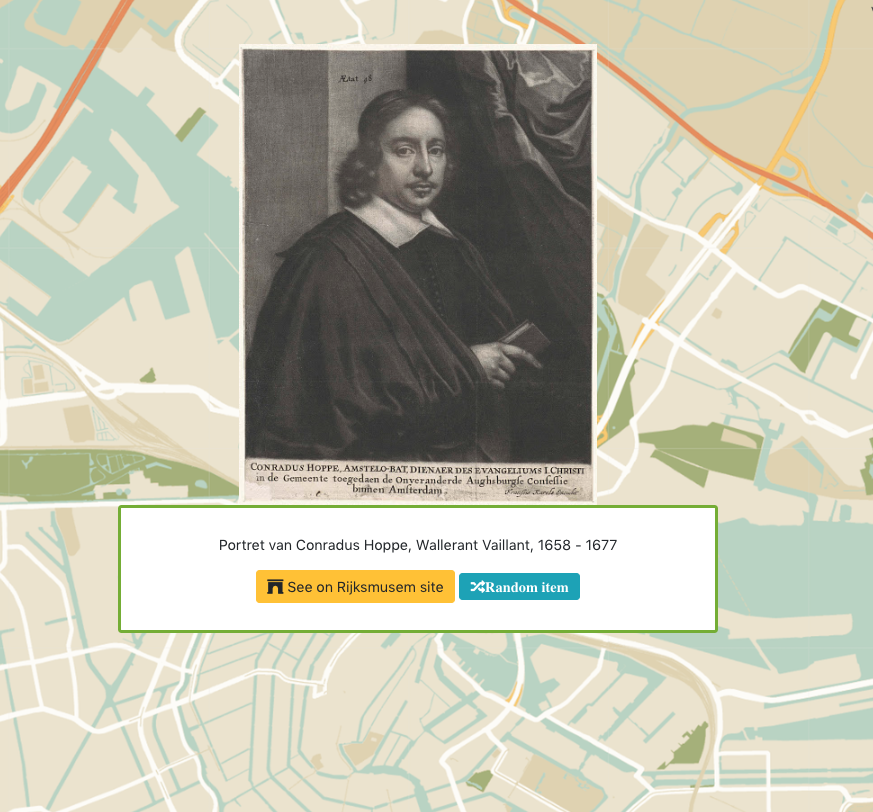 Ætat 48
CONRADUS HOPPE, AMSTELO-BAT, DIENAER DES EVANGELIUMS I. CHRISTI
in de Gemeente toegedaen de Onveranderde Aughsburgse Confessie
binnen Amsterdam.
Portret van Conradus Hoppe, Wallerant Vaillant, 1658 - 1677
See on Rijksmusem site
Random item